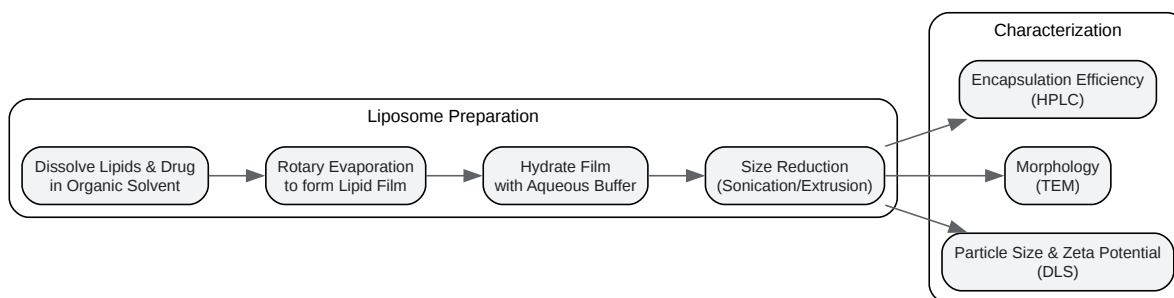 Characterization
Encapsulation Efficiency
(HPLC)
Liposome Preparation
Dissolve Lipids & Drug
in Organic Solvent
Rotary Evaporation
to form Lipid Film
Hydrate Film
with Aqueous Buffer
Size Reduction
(Sonication/Extrusion)
Morphology
(TEM)
Particle Size & Zeta Potential
(DLS)